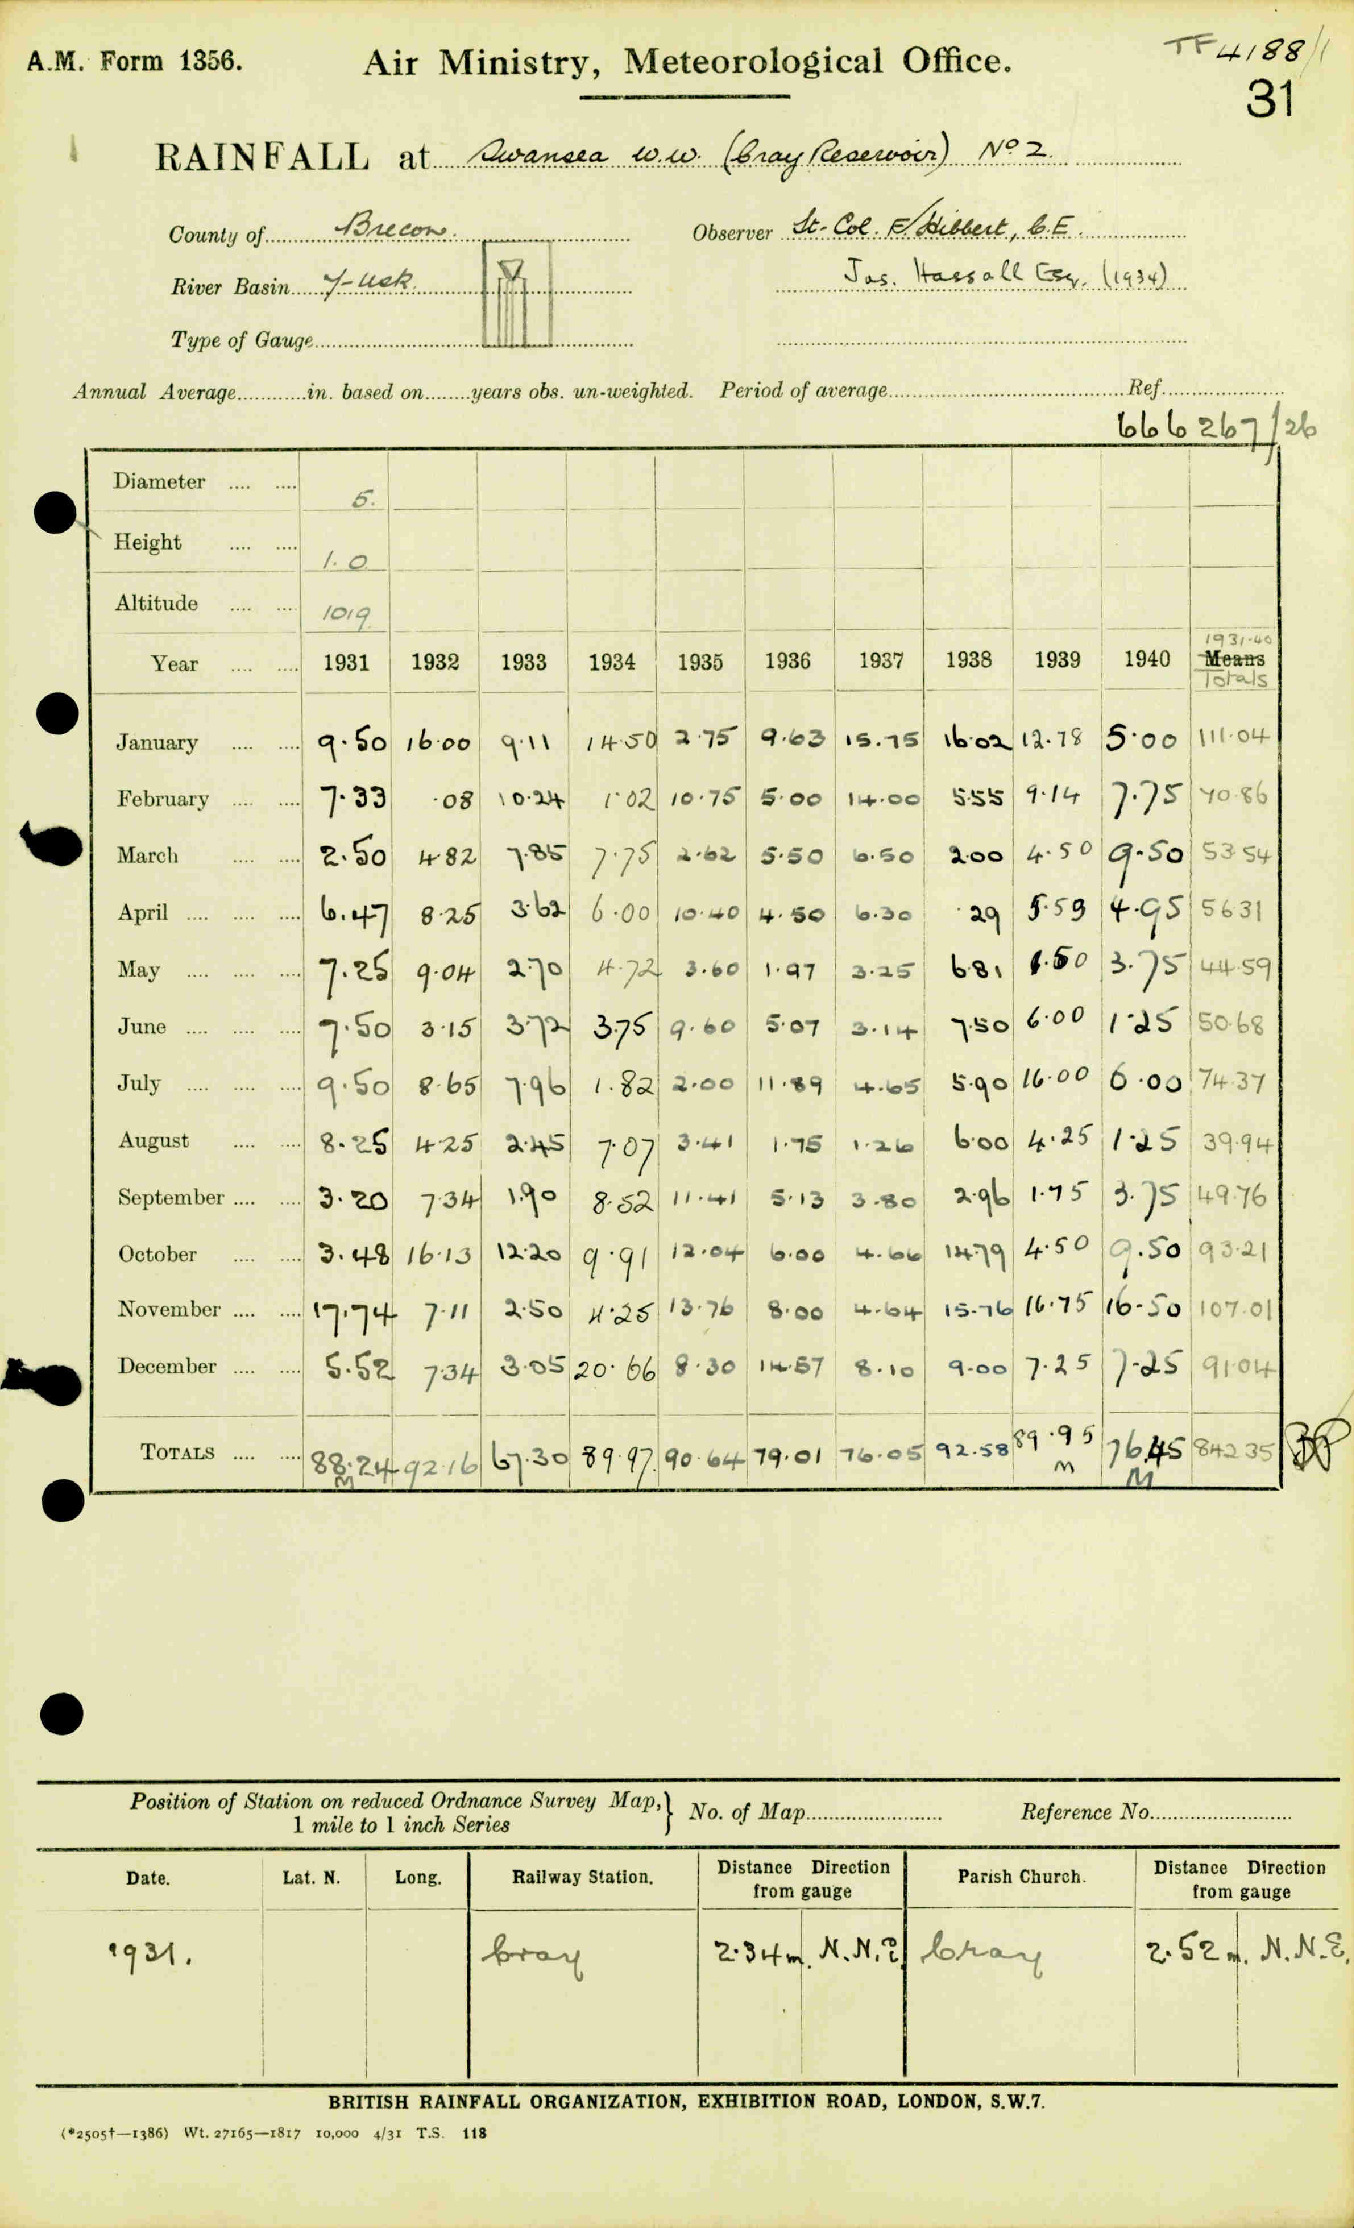 A.M. Form 1356.
Air Ministry, Meteorological Office.
TF 4188/1
31
RAINFALL at Swansea W.W. (Cray Reservoir) No 2
County of Brecon. Observer Lt-Col. F Hibbert, C.E.
River Basin 7-Usk. Jas. Hassall Esq. (1934)
Type of Gauge
Annual Average in. based on years obs. un-weighted. Period of average Ref.
666267/26
Diameter .... .... 5.
Height .... .... 1.0
Altitude .... .... 1019
1931-40
Year .... .... 1931 1932 1933 1934 1935 1936 1937 1938 1939 1940 Means
Totals
January .... .... 9.50 16.00 9.11 14.50 2.75 9.63 15.75 16.02 12.78 5.00 111.04
February .... .... 7.33 .08 10.24 1.02 10.75 5.00 14.00 5.55 9.14 7.75 70.86
March .... .... 2.50 4.82 7.85 7.75 2.62 5.50 6.50 2.00 4.50 9.50 53.54
April .... .... .... 6.47 8.25 3.62 6.00 10.40 4.50 6.30 .29 5.53 4.95 56.31
May .... .... .... 7.25 9.04 2.70 4.72 3.60 1.97 3.25 6.81 1.50 3.75 44.59
June .... .... .... 7.50 3.15 3.72 3.75 9.60 5.07 3.14 7.50 6.00 1.25 50.68
July .... .... .... 9.50 8.65 7.96 1.82 2.00 11.89 4.65 5.90 16.00 6.00 74.37
August .... .... 8.25 4.25 2.45 7.07 3.41 1.75 1.26 6.00 4.25 1.25 39.94
September .... .... 3.20 7.34 1.90 8.52 11.41 5.13 3.80 2.96 1.75 3.75 49.76
October .... .... 3.48 16.13 12.20 9.91 12.04 6.00 4.66 14.79 4.50 9.50 93.21
November .... .... 17.74 7.11 2.50 4.25 13.76 8.00 4.64 15.76 16.75 16.50 107.01
December .... .... 5.52 7.34 3.05 20.66 8.30 14.57 8.10 9.00 7.25 7.25 91.04
TOTALS .... .... 88.24 92.16 67.30 89.97 90.64 79.01 76.05 92.58 89.95 76.45 842.35
M M M
Position of Station on reduced Ordnance Survey Map, } No. of Map Reference No.
1 mile to 1 inch Series
Date. Lat. N. Long. Railway Station. Distance Direction from gauge Parish Church. Distance Direction from gauge
1931. Cray 2.34 m. N.N.E. Cray 2.52 m. N.N.E.
BRITISH RAINFALL ORGANIZATION, EXHIBITION ROAD, LONDON, S.W.7.
(*2505†—1386) Wt. 27165—1817 10,000 4/31 T.S. 118